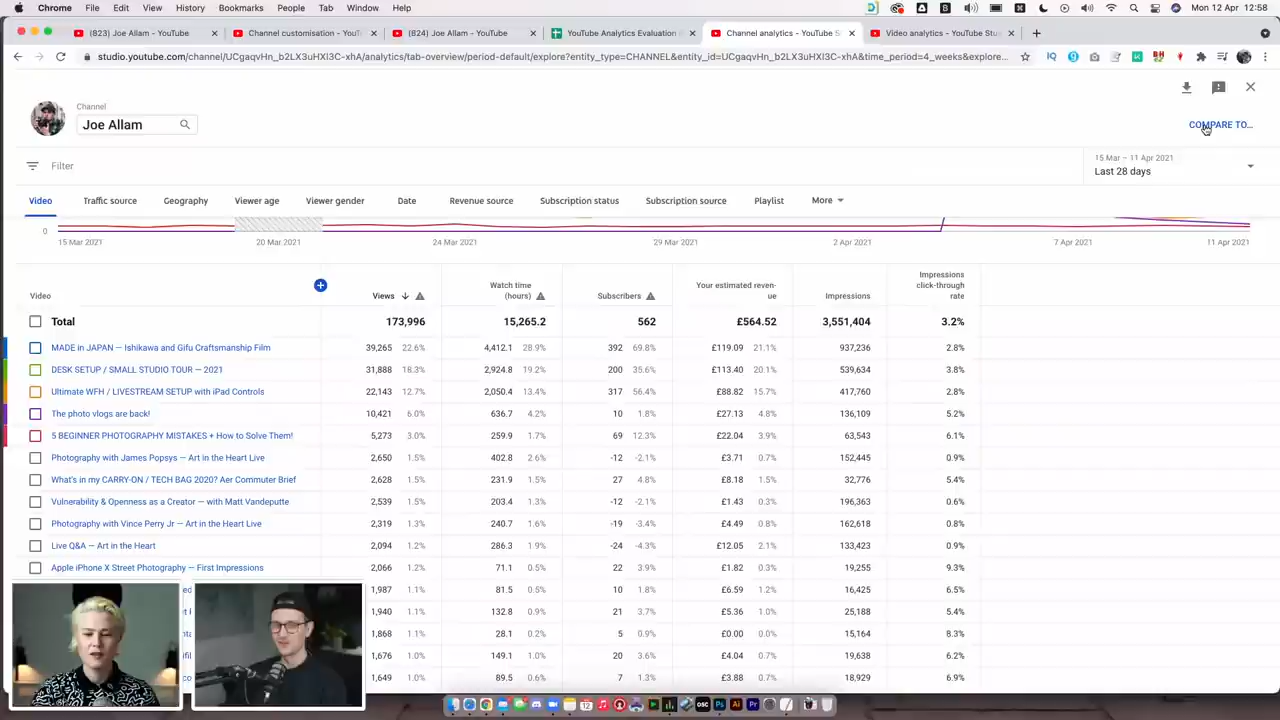 Chrome File Edit View History Bookmarks People Tab Window Help Mon 12 Apr 12:58
(823) Joe Allam - YouTube Channel customisation - YouT (824) Joe Allam - YouTube YouTube Analytics Evaluation Channel analytics - YouTube S Video analytics - YouTube Stu
studio.youtube.com/channel/UCgaqvHn_b2LX3uHXI3C-xhA/analytics/tab-overview/period-default/explore?entity_type=CHANNEL&entity_id=UCgaqvHn_b2LX3uHXI3C-xhA&time_period=4_weeks&explore...
Channel
Joe Allam
COMPARE TO...
Filter
15 Mar – 11 Apr 2021
Last 28 days
Video Traffic source Geography Viewer age Viewer gender Date Revenue source Subscription status Subscription source Playlist More
0
15 Mar 2021 20 Mar 2021 24 Mar 2021 29 Mar 2021 2 Apr 2021 7 Apr 2021 11 Apr 2021
Video Views Watch time (hours) Subscribers Your estimated reven-ue Impressions Impressions click-through rate
Total 173,996 15,265.2 562 £564.52 3,551,404 3.2%
MADE in JAPAN — Ishikawa and Gifu Craftsmanship Film 39,265 22.6% 4,412.1 28.9% 392 69.8% £119.09 21.1% 937,236 2.8%
DESK SETUP / SMALL STUDIO TOUR — 2021 31,888 18.3% 2,924.8 19.2% 200 35.6% £113.40 20.1% 539,634 3.8%
Ultimate WFH / LIVESTREAM SETUP with iPad Controls 22,143 12.7% 2,050.4 13.4% 317 56.4% £88.82 15.7% 417,760 2.8%
The photo vlogs are back! 10,421 6.0% 636.7 4.2% 10 1.8% £27.13 4.8% 136,109 5.2%
5 BEGINNER PHOTOGRAPHY MISTAKES + How to Solve Them! 5,273 3.0% 259.9 1.7% 69 12.3% £22.04 3.9% 63,543 6.1%
Photography with James Popsys — Art in the Heart Live 2,650 1.5% 402.8 2.6% -12 -2.1% £3.71 0.7% 152,445 0.9%
What's in my CARRY-ON / TECH BAG 2020? Aer Commuter Brief 2,628 1.5% 231.9 1.5% 27 4.8% £8.18 1.5% 32,776 5.4%
Vulnerability & Openness as a Creator — with Matt Vandeputte 2,539 1.5% 203.4 1.3% -12 -2.1% £1.43 0.3% 196,363 0.6%
Photography with Vince Perry Jr — Art in the Heart Live 2,319 1.3% 240.7 1.6% -19 -3.4% £4.49 0.8% 162,618 0.8%
Live Q&A — Art in the Heart 2,094 1.2% 286.3 1.9% -24 -4.3% £12.05 2.1% 133,423 0.9%
Apple iPhone X Street Photography — First Impressions 2,066 1.2% 71.1 0.5% 22 3.9% £1.82 0.3% 19,255 9.3%
1,987 1.1% 81.5 0.5% 10 1.8% £6.59 1.2% 16,425 6.5%
1,940 1.1% 132.8 0.9% 21 3.7% £5.36 1.0% 25,188 5.4%
1,868 1.1% 28.1 0.2% 5 0.9% £0.00 0.0% 15,164 8.3%
1,676 1.0% 149.1 1.0% 20 3.6% £4.04 0.7% 19,638 6.2%
1,649 1.0% 89.5 0.6% 7 1.3% £3.88 0.7% 18,929 6.9%